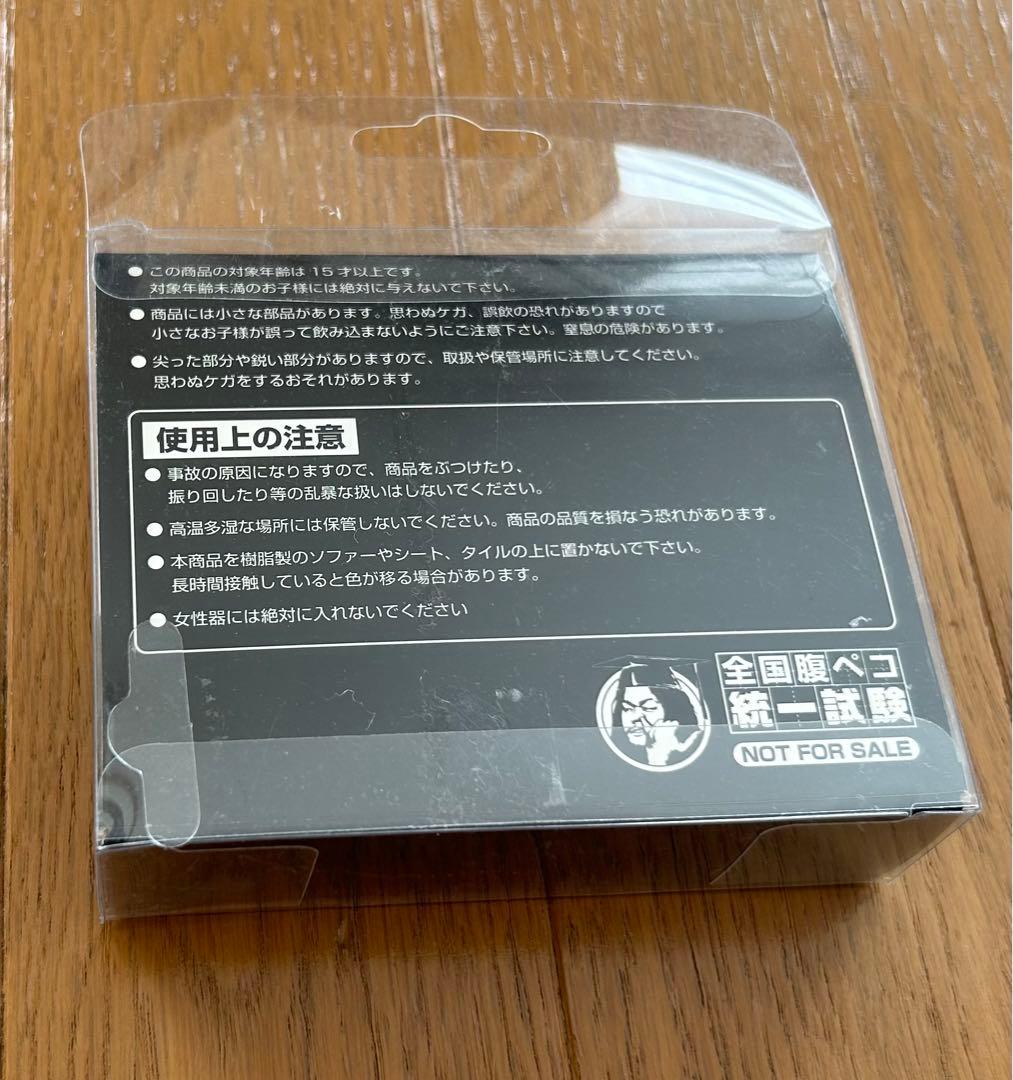 ● この商品の対象年齢は 15 才以上です。
対象年齢未満のお子様には絶対に与えないで下さい。
● 商品には小さな部品があります。思わぬケガ、誤飲の恐れがありますので
小さなお子様が誤って飲み込まないようにご注意下さい。窒息の危険があります。
● 尖った部分や鋭い部分がありますので、取扱や保管場所に注意してください。
思わぬケガをするおそれがあります。
使用上の注意
● 事故の原因になりますので、商品をぶつけたり、
振り回したり等の乱暴な扱いはしないでください。
● 高温多湿な場所には保管しないでください。商品の品質を損なう恐れがあります。
● 本商品を樹脂製のソファーやシート、タイルの上に置かないで下さい。
長時間接触していると色が移る場合があります。
● 女性器には絶対に入れないでください
全国腹ペコ
統一試験
NOT FOR SALE